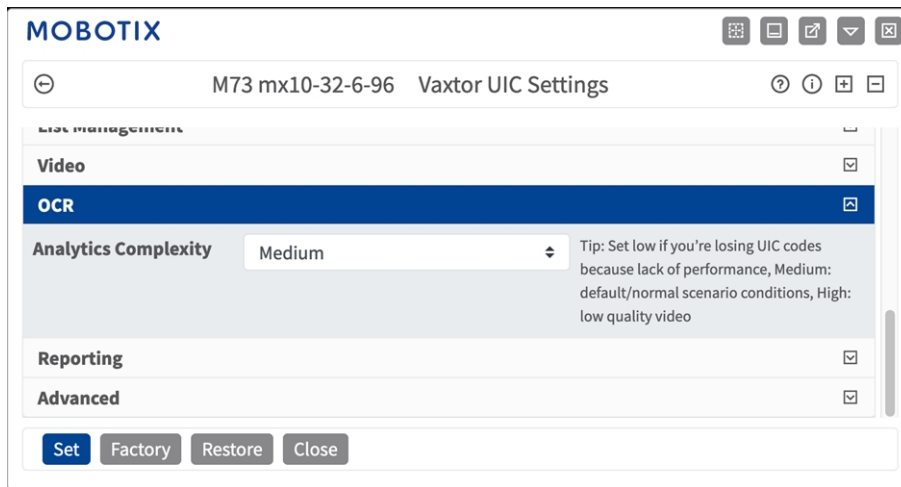 MOBOTIX
M73 mx10-32-6-96 Vaxtor UIC Settings
List Management
Video
OCR
Analytics Complexity
Medium
Tip: Set low if you're losing UIC codes
because lack of performance, Medium:
default/normal scenario conditions, High:
low quality video
Reporting
Advanced
Set Factory Restore Close